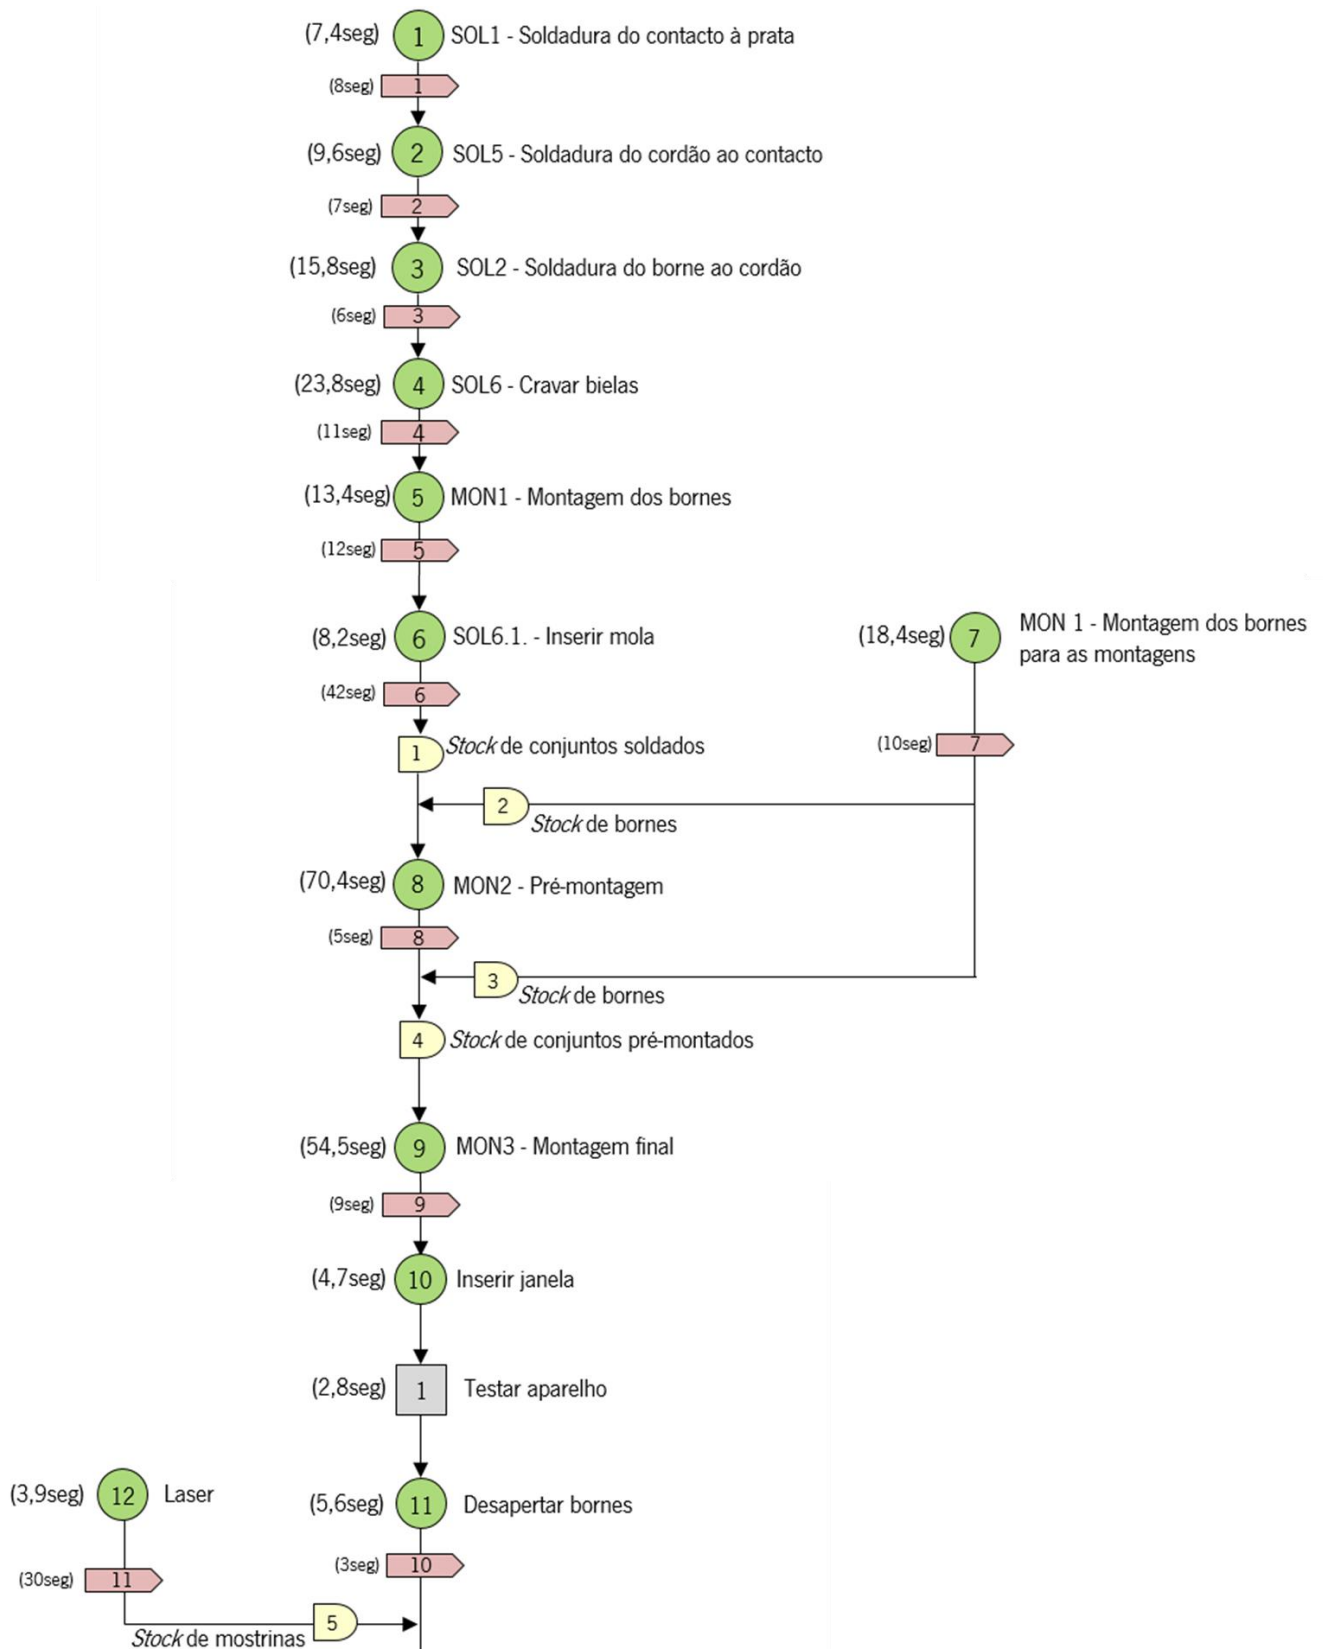 (7,4seg) 1 SOL1 - Soldadura do contacto à prata
(8seg) 1
(9,6seg) 2 SOL5 - Soldadura do cordão ao contacto
(7seg) 2
(15,8seg) 3 SOL2 - Soldadura do borne ao cordão
(6seg) 3
(23,8seg) 4 SOL6 - Cravar bielas
(11seg) 4
(13,4seg) 5 MON1 - Montagem dos bornes
(12seg) 5
(8,2seg) 6 SOL6.1. - Inserir mola
(18,4seg) 7 MON 1 - Montagem dos bornes
para as montagens
(42seg) 6
(10seg) 7
1 Stock de conjuntos soldados
2
Stock de bornes
(70,4seg) 8 MON2 - Pré-montagem
(5seg) 8
3
Stock de bornes
4 Stock de conjuntos pré-montados
(54,5seg) 9 MON3 - Montagem final
(9seg) 9
(4,7seg) 10 Inserir janela
(2,8seg) 1 Testar aparelho
(3,9seg) 12 Laser
(5,6seg) 11 Desapertar bornes
(3seg) 10
(30seg) 11
5
Stock de mostrinas